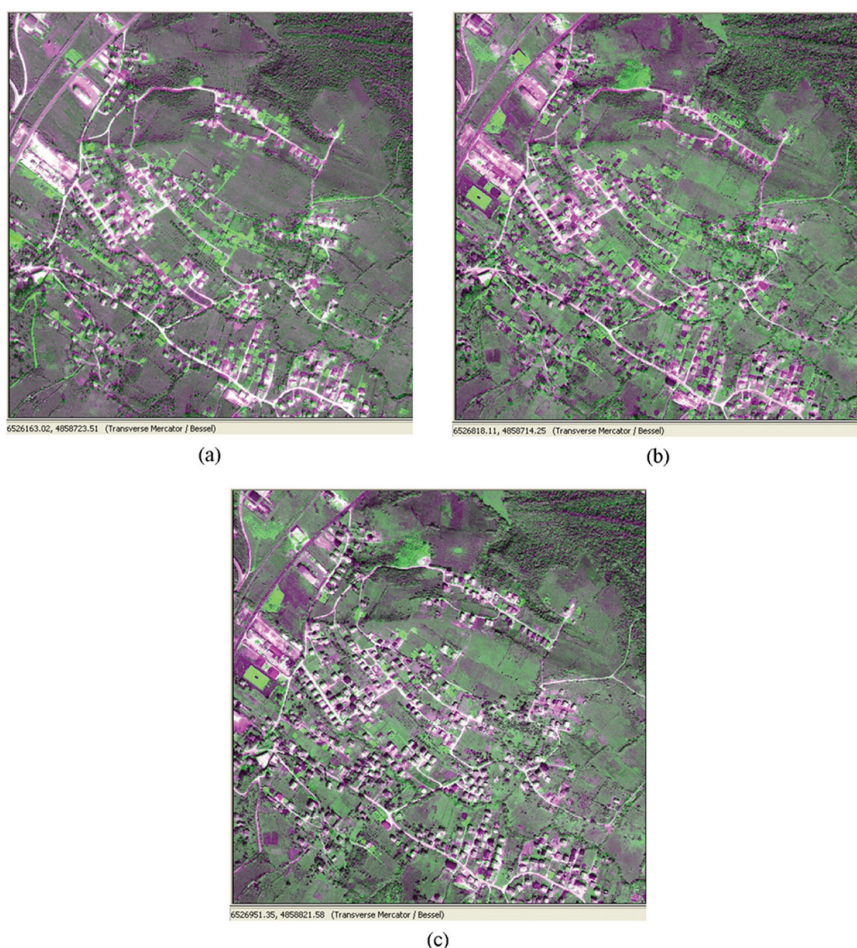 6526163.02, 4858723.51 (Transverse Mercator / Bessel)
6526818.11, 4858714.25 (Transverse Mercator / Bessel)
(a)
(b)
6526951.35, 4858821.58 (Transverse Mercator / Bessel)
(c)